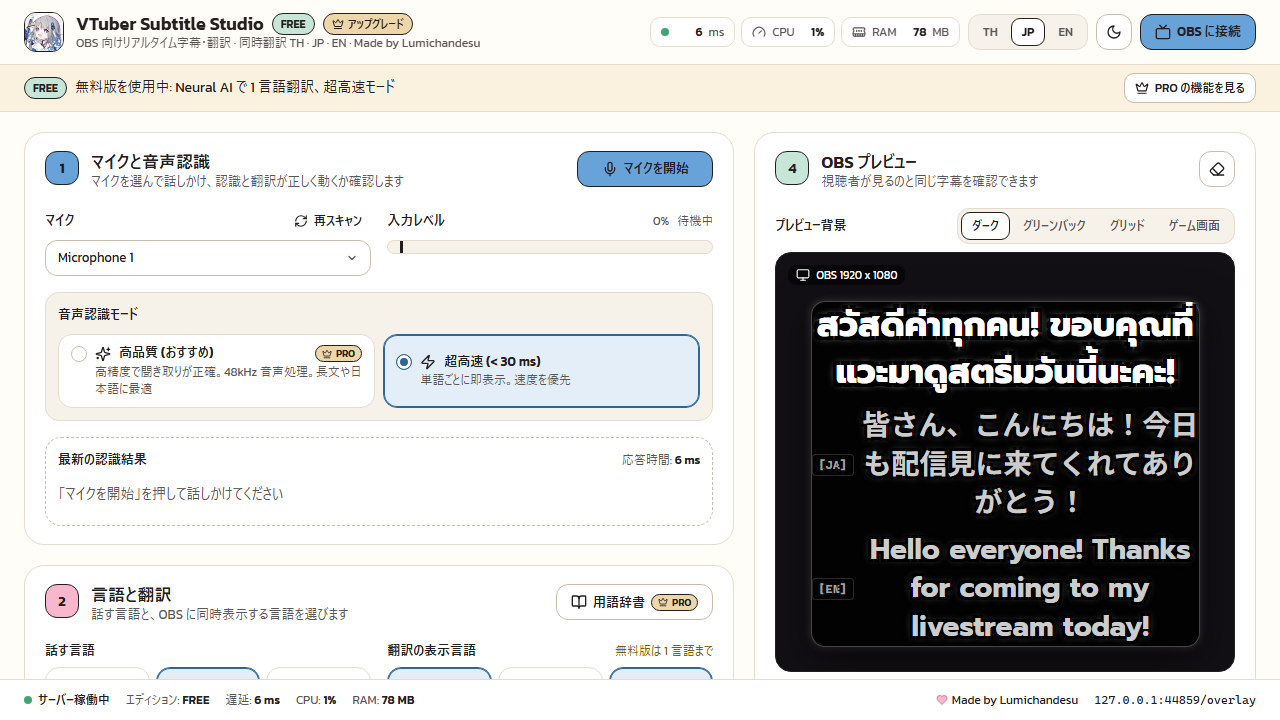 VTuber Subtitle Studio FREE アップグレード
OBS 向けリアルタイム字幕・翻訳 · 同時翻訳 TH · JP · EN · Made by Lumichandesu
6 ms
CPU 1%
RAM 78 MB
TH JP EN
OBS に接続
FREE 無料版を使用中: Neural AI で 1 言語翻訳、超高速モード
PRO の機能を見る
1 マイクと音声認識
マイクを選んで話しかけ、認識と翻訳が正しく動くか確認します
マイクを開始
マイク
再スキャン
入力レベル
0% 待機中
Microphone 1
音声認識モード
高品質 (おすすめ) PRO
高精度で聞き取りが正確。48kHz 音声処理。長文や日
本語に最適
超高速 (< 30 ms)
単語ごとに即表示。速度を優先
最新の認識結果
応答時間: 6 ms
「マイクを開始」を押して話しかけてください
2 言語と翻訳
話す言語と、OBS に同時表示する言語を選びます
用語辞書 PRO
話す言語
翻訳の表示言語
無料版は 1 言語まで
4 OBS プレビュー
視聴者が見るのと同じ字幕を確認できます
プレビュー背景
ダーク グリーンバック グリッド ゲーム画面
OBS 1920 x 1080
สวัสดีค่าทุกคน! ขอบคุณที่
แวะมาดูสตรีมวันนี้นะคะ!
皆さん、こんにちは！今日
[JA] も配信見に来てくれてあり
がとう！
Hello everyone! Thanks
[EN] for coming to my
livestream today!
サーバー稼働中 エディション: FREE 遅延: 6 ms CPU: 1% RAM: 78 MB
Made by Lumichandesu 127.0.0.1:44859/overlay